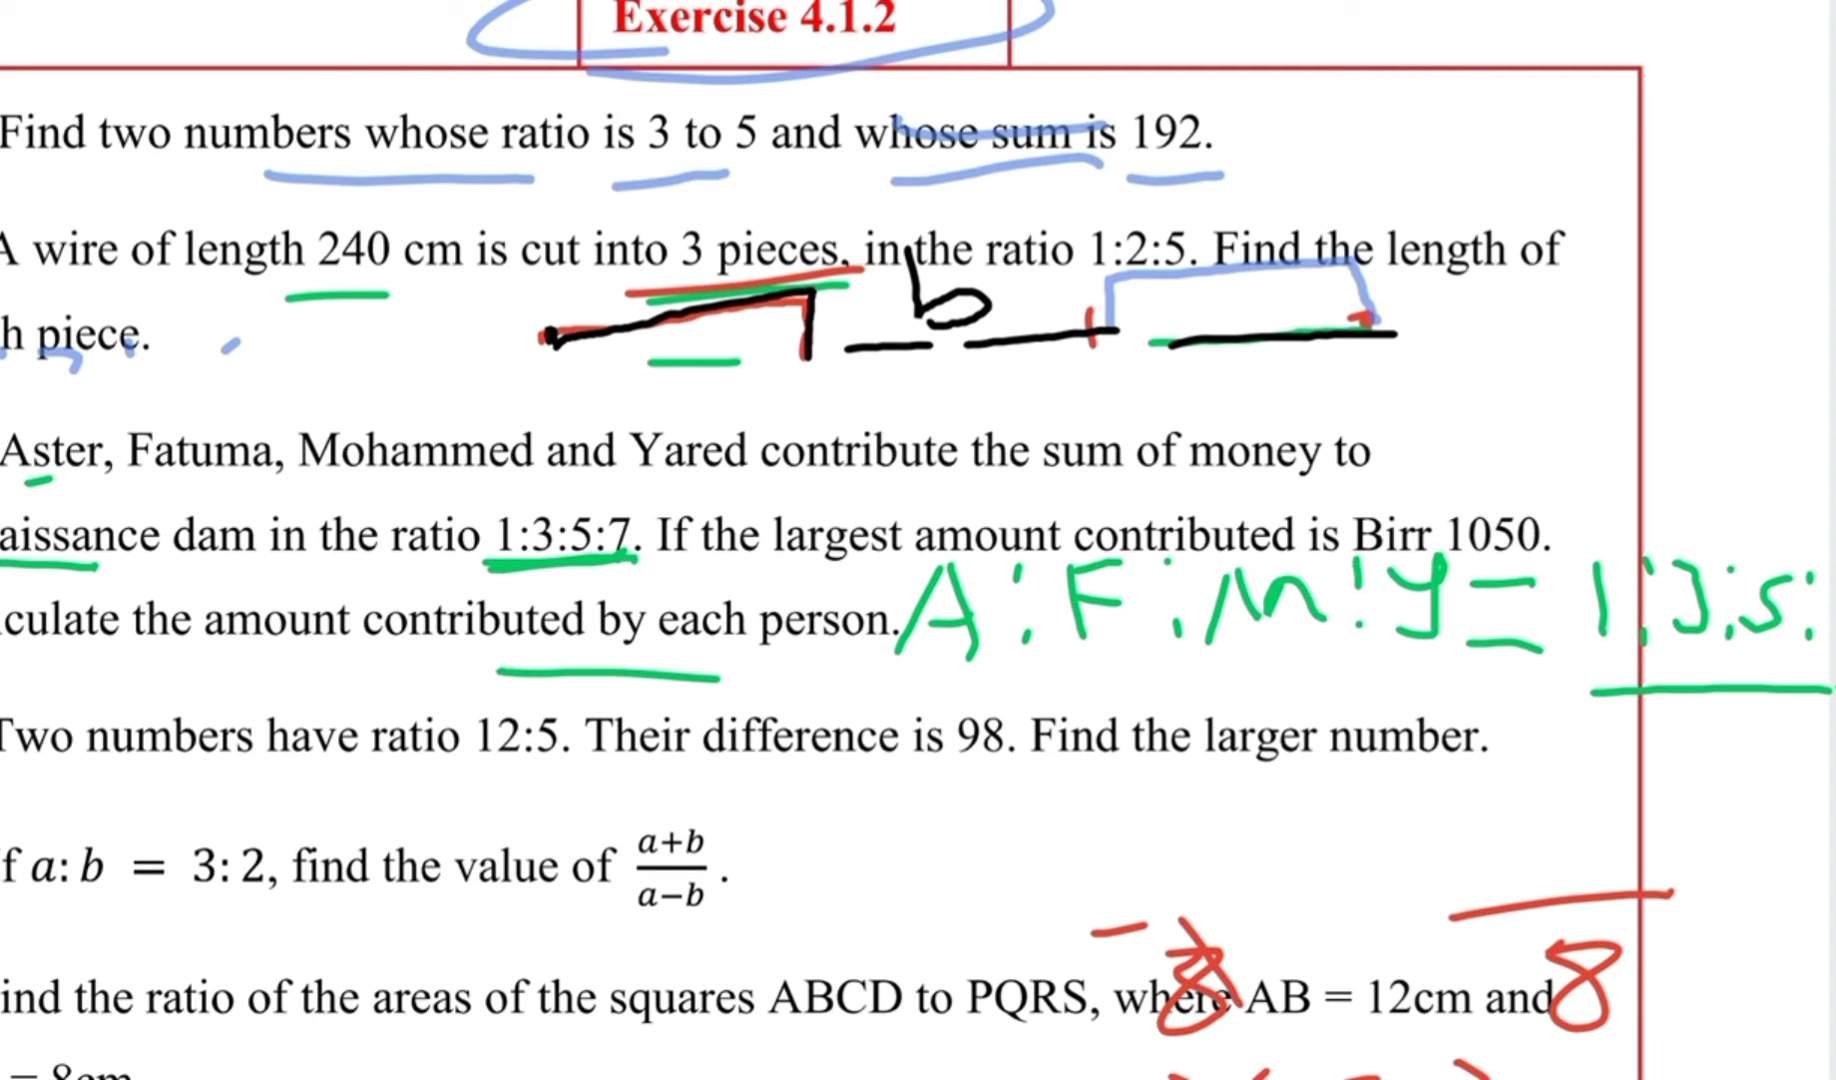 Exercise 4.1.2
Find two numbers whose ratio is 3 to 5 and whose sum is 192.
A wire of length 240 cm is cut into 3 pieces, in the ratio 1:2:5. Find the length of
b
h piece.
Aster, Fatuma, Mohammed and Yared contribute the sum of money to
aissance dam in the ratio 1:3:5:7. If the largest amount contributed is Birr 1050.
culate the amount contributed by each person. A:F:M:Y = 1:3:5:
Two numbers have ratio 12:5. Their difference is 98. Find the larger number.
f a: b = 3: 2, find the value of a+b/a−b.
8 8
ind the ratio of the areas of the squares ABCD to PQRS, where AB = 12cm and
= 8cm